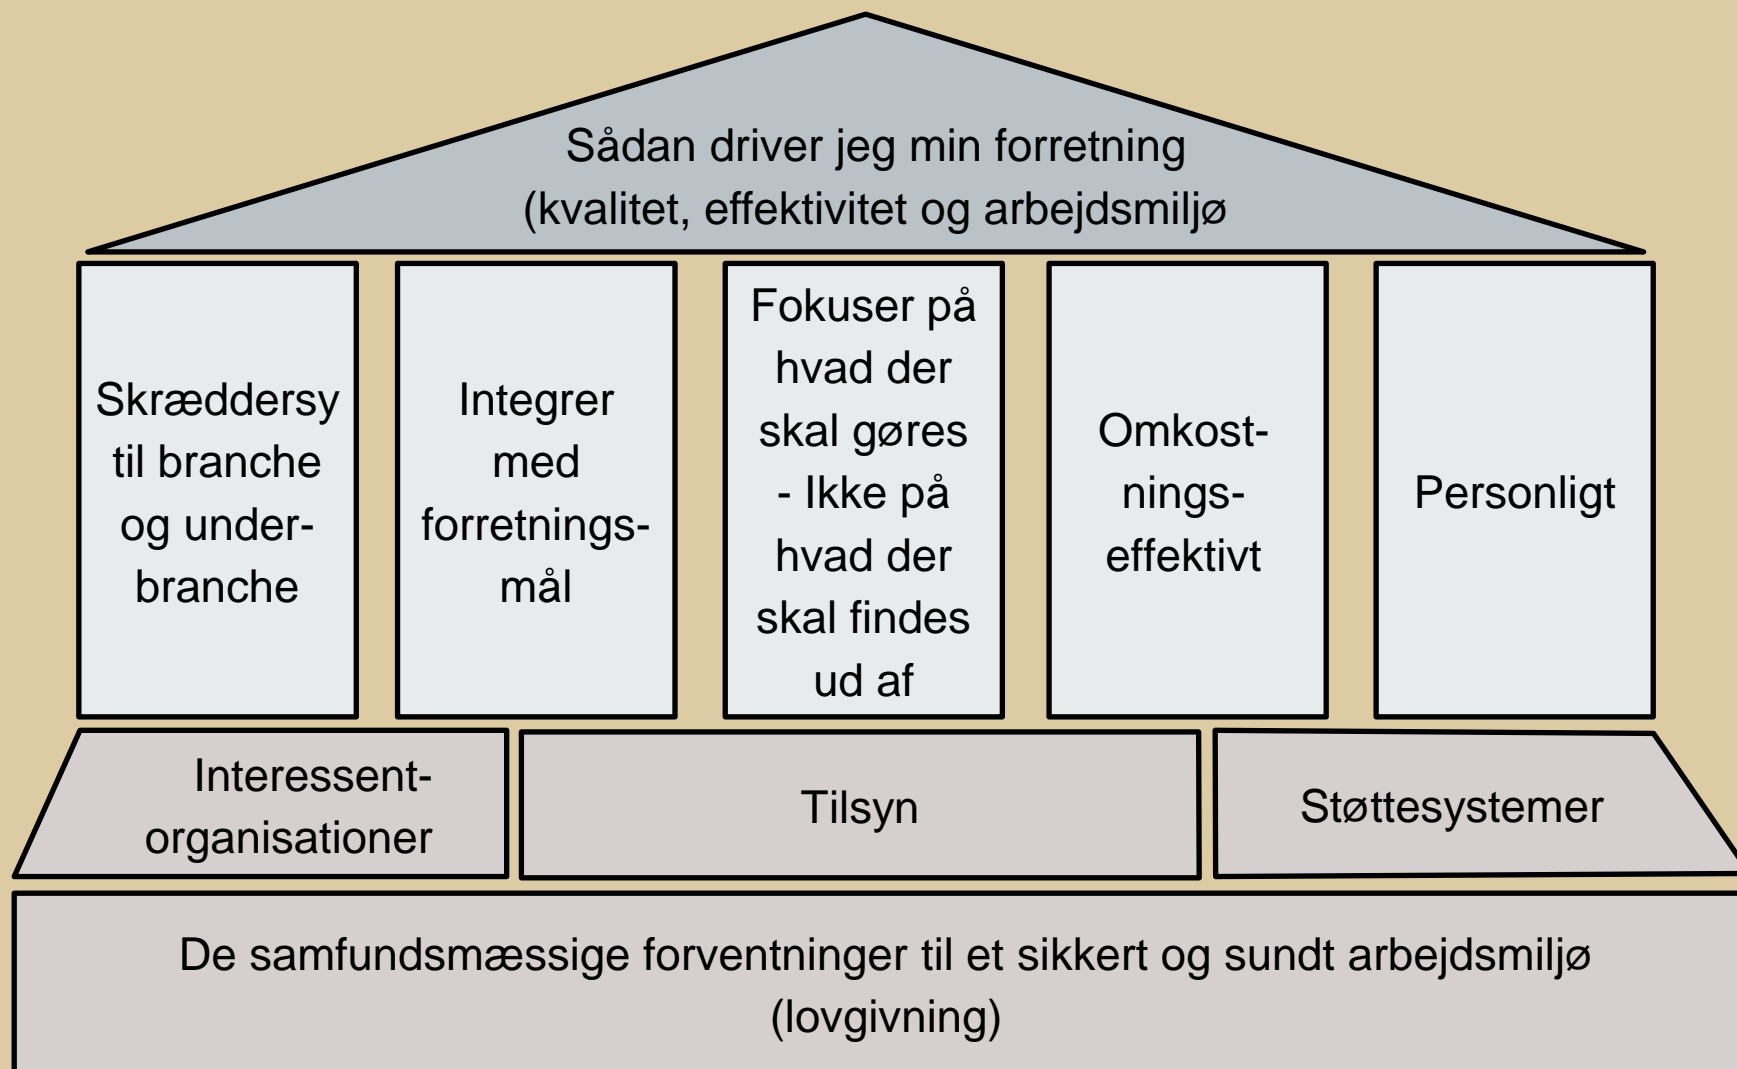 Sådan driver jeg min forretning
(kvalitet, effektivitet og arbejdsmiljø
Skræddersy
til branche
og under-
branche
Integrer
med
forretnings-
mål
Fokuser på
hvad der
skal gøres
- Ikke på
hvad der
skal findes
ud af
Omkost-
nings-
effektivt
Personligt
Interessent-
organisationer
Tilsyn
Støttesystemer
De samfundsmæssige forventninger til et sikkert og sundt arbejdsmiljø
(lovgivning)